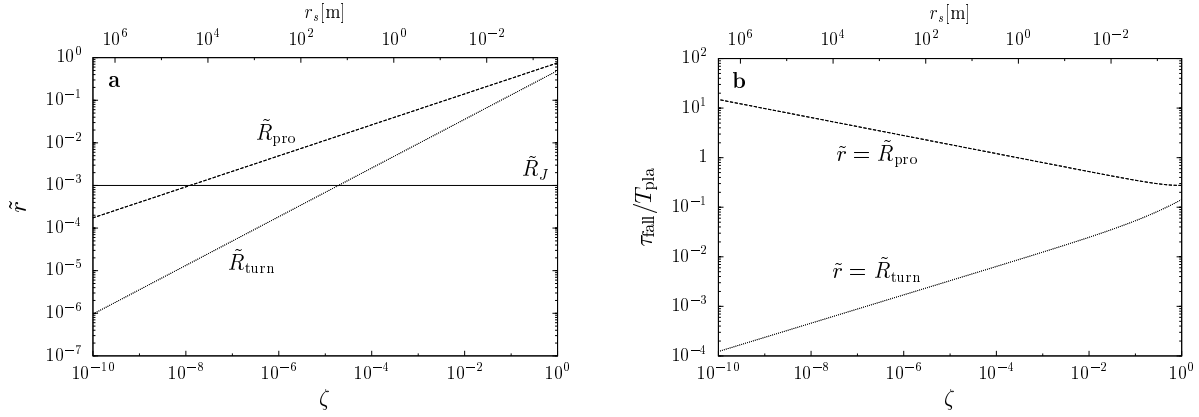 r_s[m]
10^6 10^4 10^2 10^0 10^-2
a
10^0
10^-1
10^-2
10^-3
10^-4
10^-5
10^-6
10^-7
r̃
R̃_pro
R̃_J
R̃_turn
10^-10 10^-8 10^-6 10^-4 10^-2 10^0
ζ
r_s[m]
10^6 10^4 10^2 10^0 10^-2
b
10^2
10^1
1
10^-1
10^-2
10^-3
10^-4
τ_fall/T_pla
r̃ = R̃_pro
r̃ = R̃_turn
10^-10 10^-8 10^-6 10^-4 10^-2 10^0
ζ